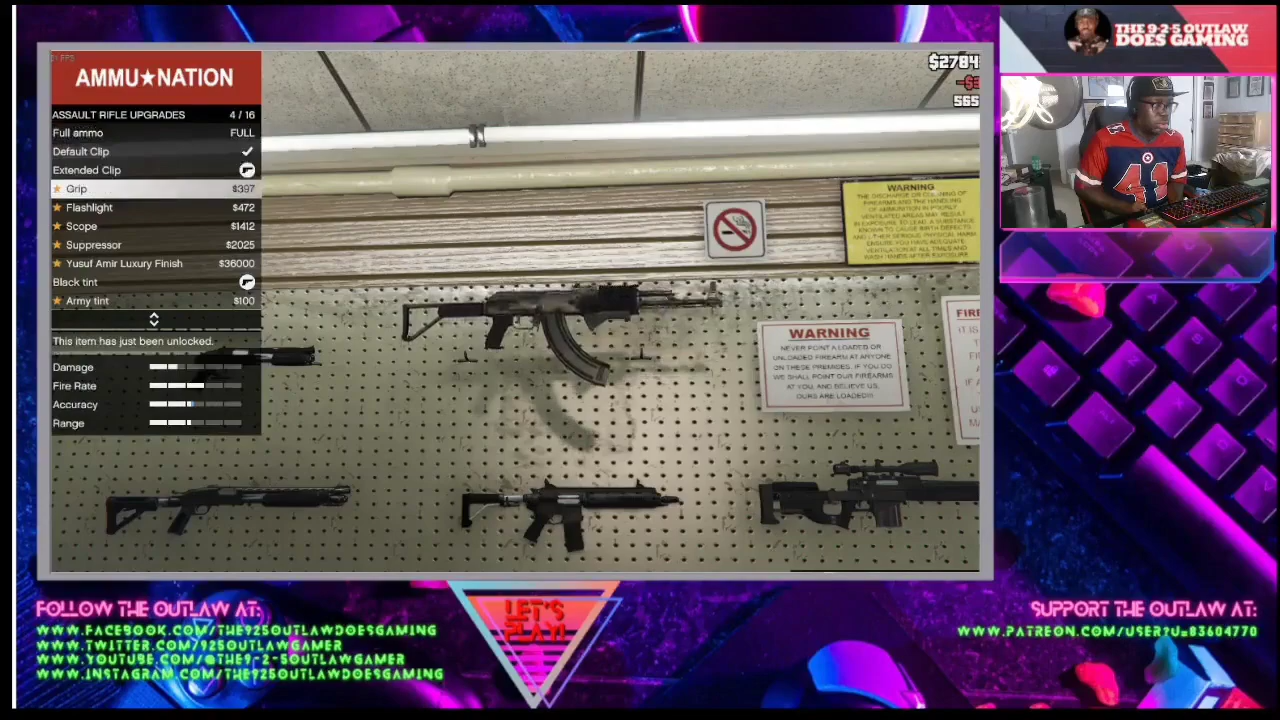 THE 9-2-5 OUTLAW
DOES GAMING
AMMU★NATION
ASSAULT RIFLE UPGRADES 4 / 16
Full ammo FULL
Default Clip
Extended Clip
Grip $397
Flashlight $472
Scope $1412
Suppressor $2025
Yusuf Amir Luxury Finish $36000
Black tint
Army tint $100
This item has just been unlocked.
Damage
Fire Rate
Accuracy
Range
$2784
565
WARNING
WARNING
NEVER POINT A LOADED OR
UNLOADED FIREARM AT ANYONE
ON THESE PREMISES. IF YOU DO
WE SHALL POINT OUR FIREARMS
AT YOU, AND BELIEVE US,
OURS ARE LOADED!!!
41
LET'S
PLAY!
FOLLOW THE OUTLAW AT:
WWW.FACEBOOK.COM/THE925OUTLAWDOESGAMING
WWW.TWITTER.COM/925OUTLAWGAMER
WWW.YOUTUBE.COM/@THE9-2-5OUTLAWGAMER
WWW.INSTAGRAM.COM/THE925OUTLAWDOESGAMING
SUPPORT THE OUTLAW AT:
WWW.PATREON.COM/USER?U=83604770